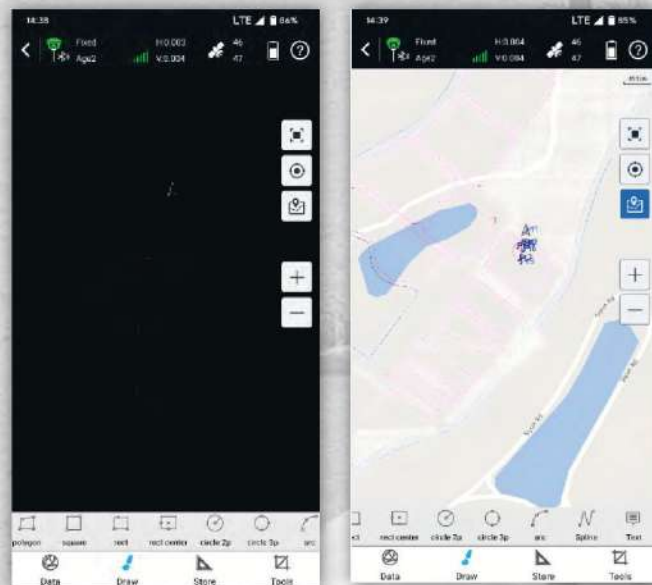 14:38 LTE 86%
Fixed H:0.003 46
Age2 V:0.004 47
polygon square rect rect center circle 2p circle 3p arc
Data Draw Store Tools
14:39 LTE 85%
Fixed H:0.004 46
Age2 V:0.004 47
rect center circle 2p circle 3p arc Spline Text
Data Draw Store Tools